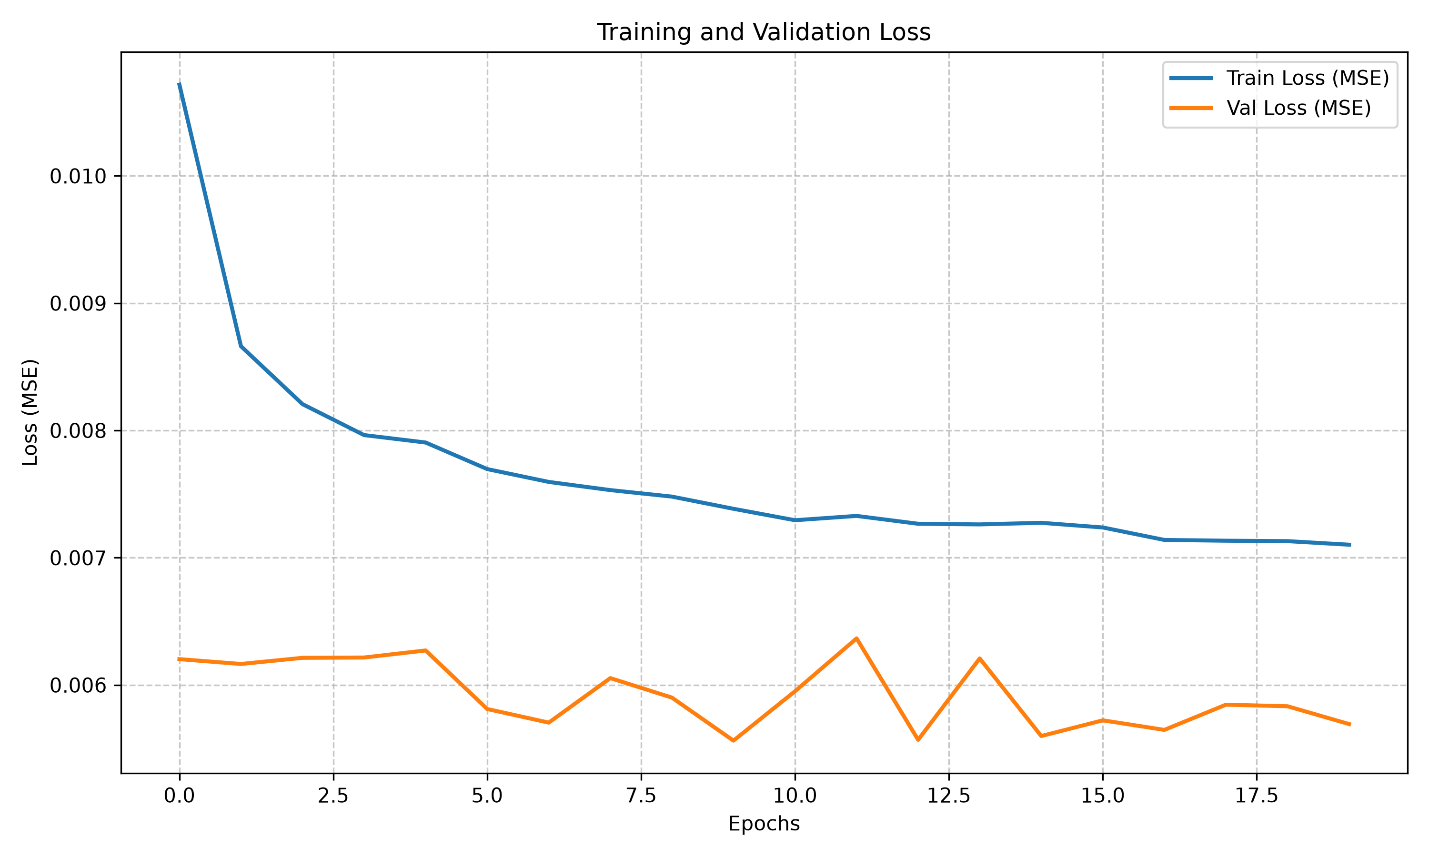 Training and Validation Loss
Train Loss (MSE)
Val Loss (MSE)
Loss (MSE)
0.010
0.009
0.008
0.007
0.006
0.0 2.5 5.0 7.5 10.0 12.5 15.0 17.5
Epochs